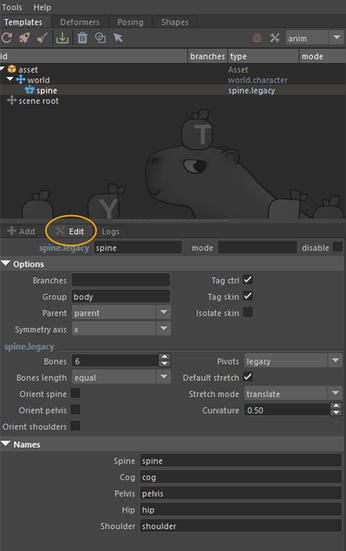 Tools Help
Templates Deformers Posing Shapes
anim
id branches type mode
asset Asset
world world.character
spine spine.legacy
scene root
T
Y
Add Edit Logs
spine.legacy spine mode disable
Options
Branches Tag ctrl
Group body Tag skin
Parent parent Isolate skin
Symmetry axis x
spine.legacy
Bones 6 Pivots legacy
Bones length equal Default stretch
Orient spine Stretch mode translate
Orient pelvis Curvature 0.50
Orient shoulders
Names
Spine spine
Cog cog
Pelvis pelvis
Hip hip
Shoulder shoulder